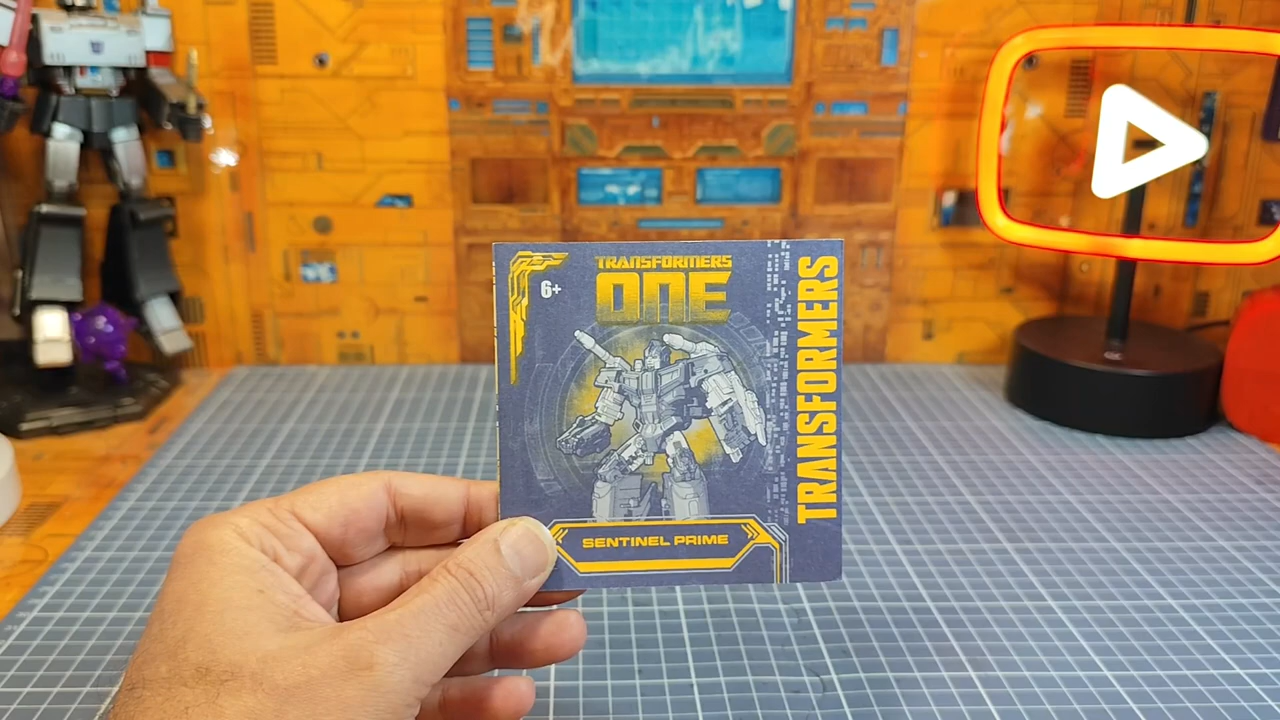 TRANSFORMERS
ONE
6+
TRANSFORMERS
SENTINEL PRIME